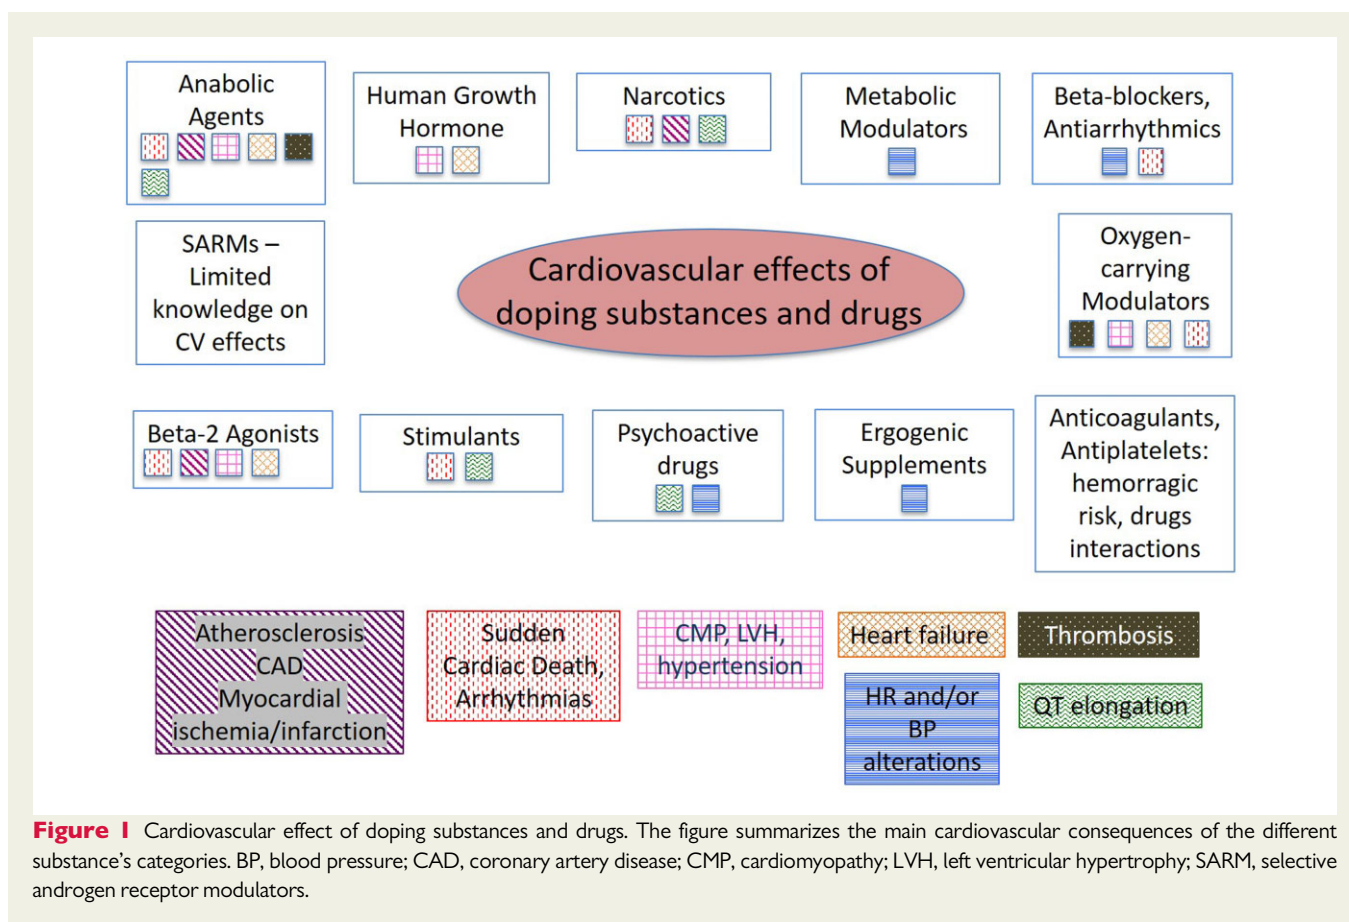 Anabolic
Agents
Human Growth
Hormone
Narcotics
Metabolic
Modulators
Beta-blockers,
Antiarrhythmics
SARMs –
Limited
knowledge on
CV effects
Cardiovascular effects of
doping substances and drugs
Oxygen-
carrying
Modulators
Beta-2 Agonists
Stimulants
Psychoactive
drugs
Ergogenic
Supplements
Anticoagulants,
Antiplatelets:
hemorragic
risk, drugs
interactions
Atherosclerosis
CAD
Myocardial
ischemia/infarction
Sudden
Cardiac Death,
Arrhythmias
CMP, LVH,
hypertension
Heart failure
Thrombosis
HR and/or
BP
alterations
QT elongation
Figure 1 Cardiovascular effect of doping substances and drugs. The figure summarizes the main cardiovascular consequences of the different
substance's categories. BP, blood pressure; CAD, coronary artery disease; CMP, cardiomyopathy; LVH, left ventricular hypertrophy; SARM, selective
androgen receptor modulators.